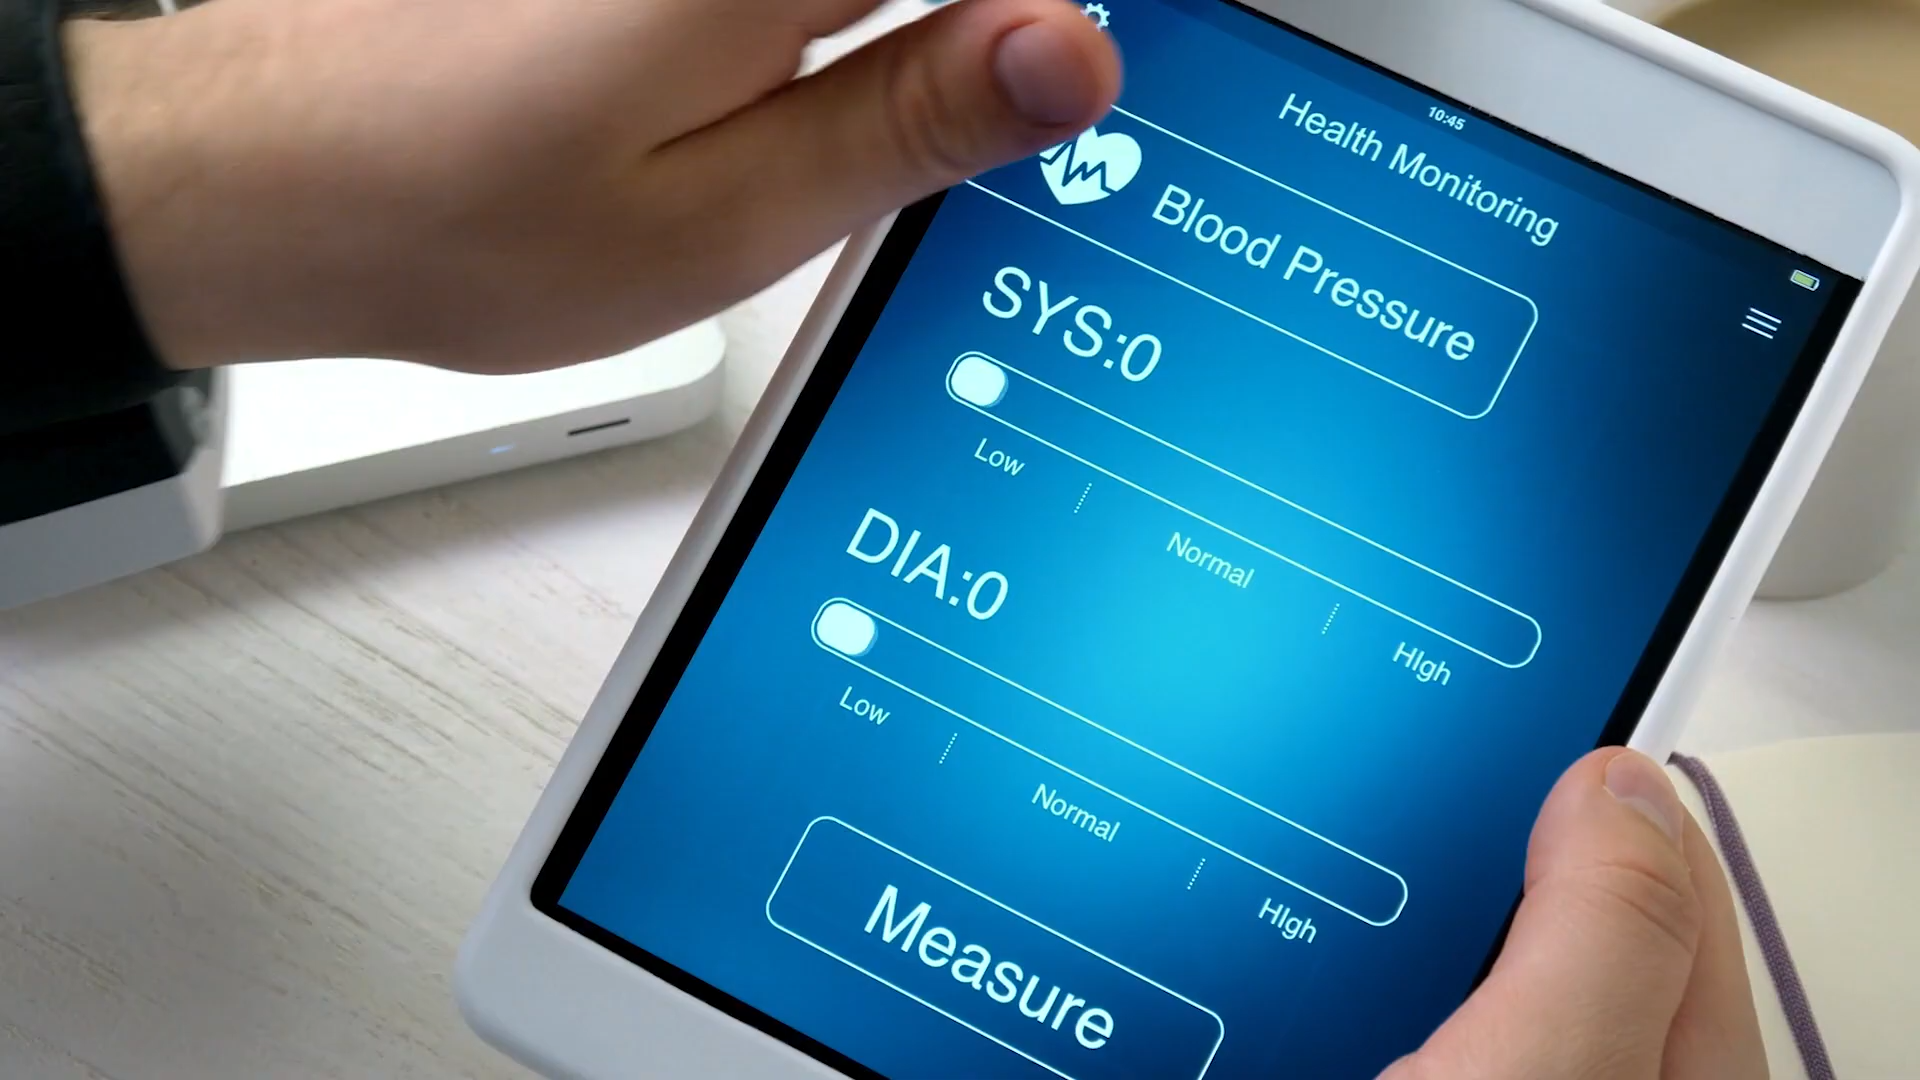 10:45
Health Monitoring
Blood Pressure
SYS:0
Low
Normal
HIgh
DIA:0
Low
Normal
HIgh
Measure